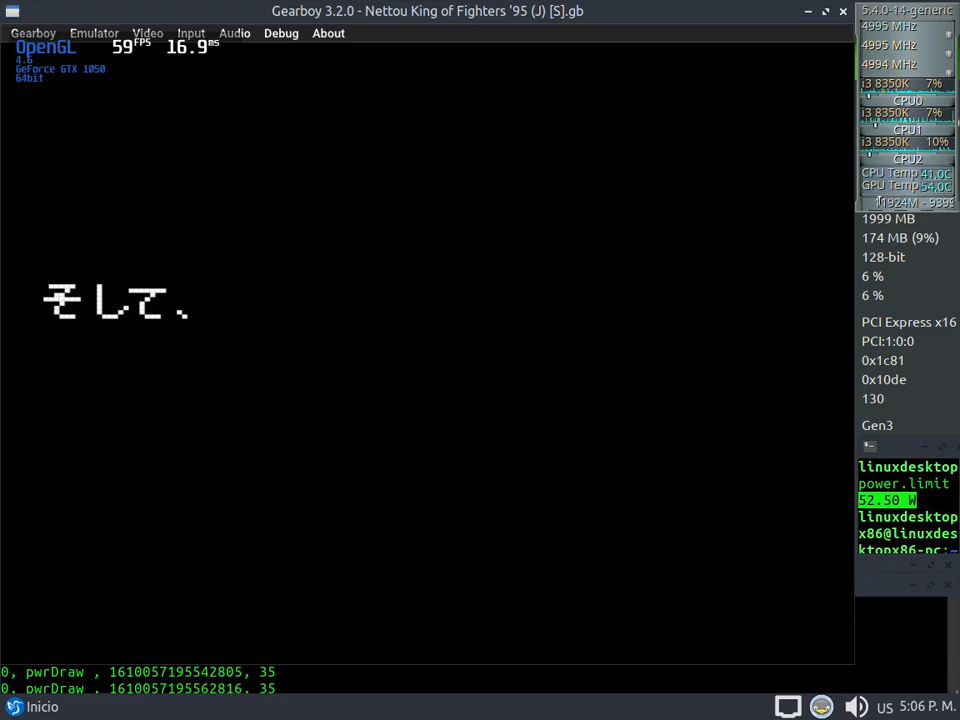 Gearboy 3.2.0 - Nettou King of Fighters '95 (J) [S].gb
Gearboy Emulator Video Input Audio Debug About
OpenGL 59 FPS 16.9 ms
4.6
GeForce GTX 1050
64bit
そして、
5.4.0-14-generic
4995 MHz
4995 MHz
4994 MHz
i3 8350K 7%
CPU0
i3 8350K 7%
CPU1
i3 8350K 10%
CPU2
CPU Temp 41.0C
GPU Temp 54.0C
11924M - 9399
1999 MB
174 MB (9%)
128-bit
6 %
6 %
PCI Express x16
PCI:1:0:0
0x1c81
0x10de
130
Gen3
linuxdesktop
power.limit
52.50 W
linuxdesktop
x86@linuxdes
ktopx86-pc:~
0, pwrDraw , 1610057195542805, 35
0, pwrDraw , 1610057195562816, 35
Inicio
US 5:06 P. M.